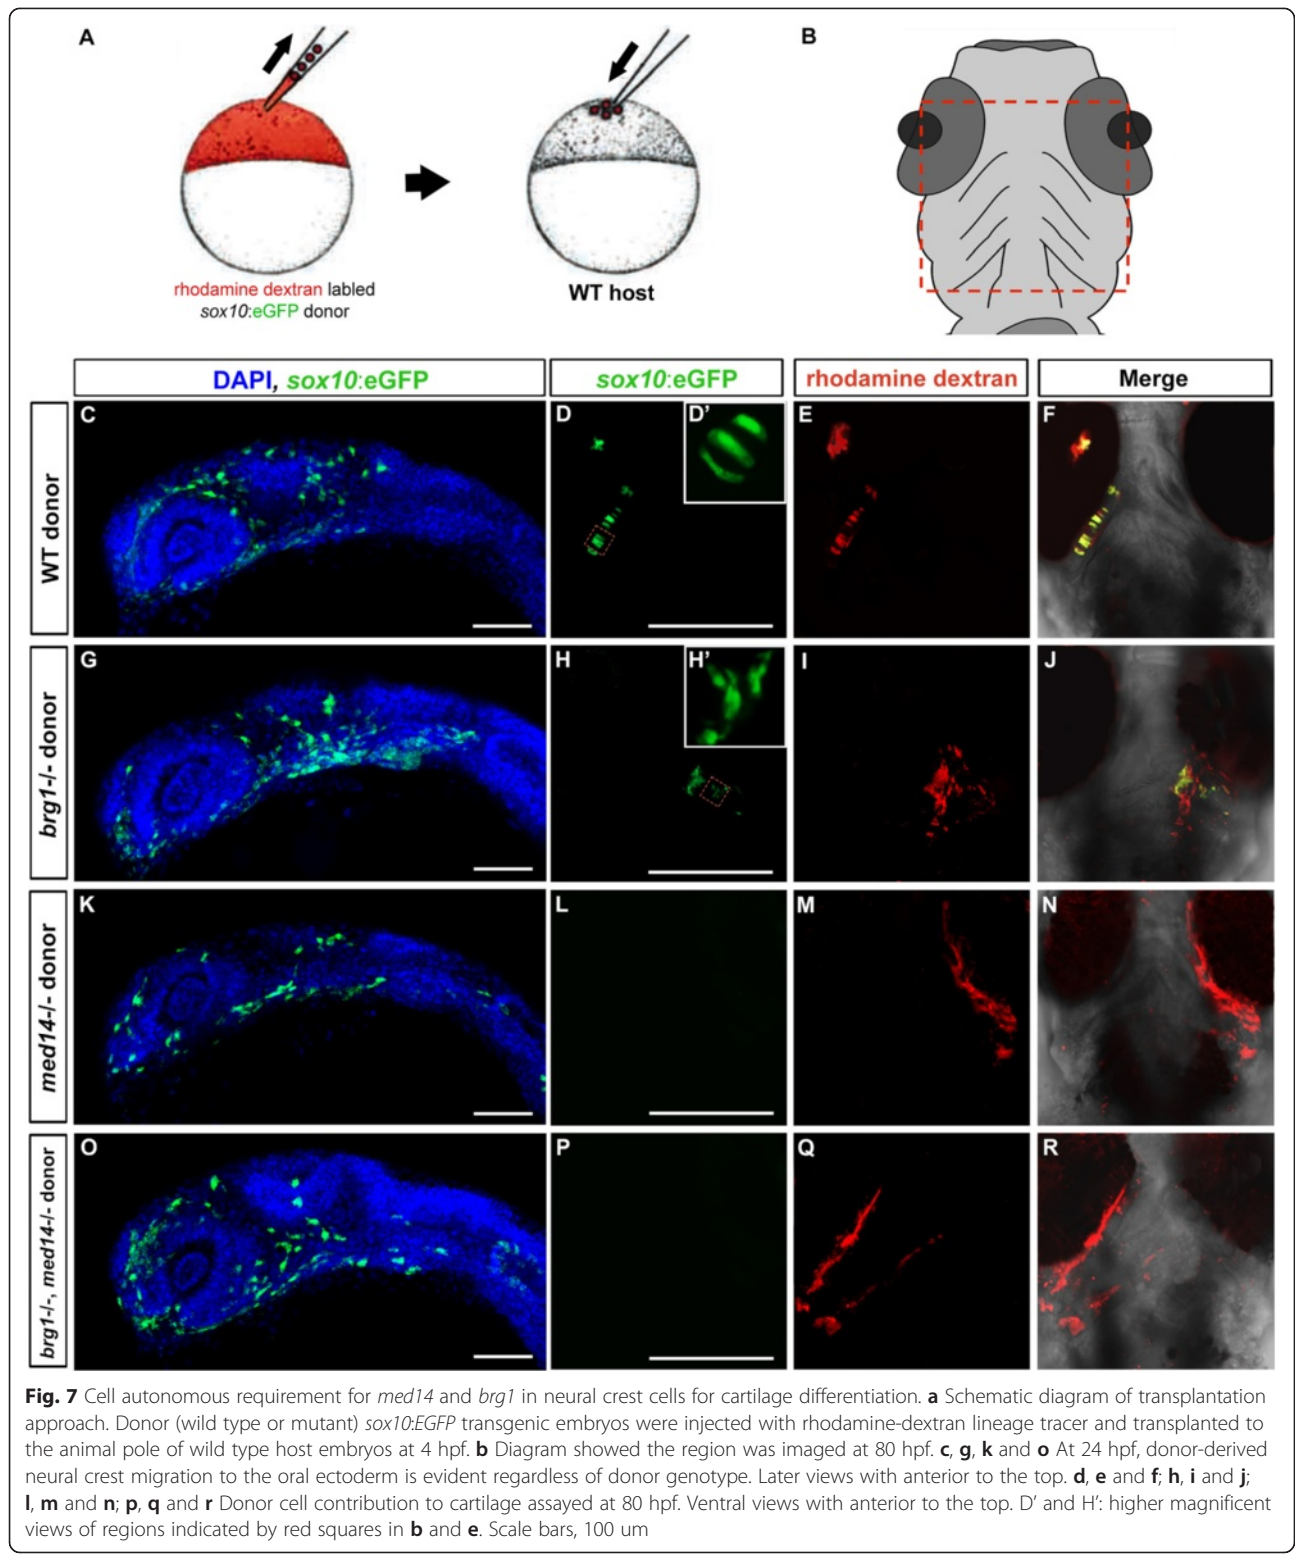 A
B
rhodamine dextran labled
sox10:eGFP donor
WT host
DAPI, sox10:eGFP
sox10:eGFP
rhodamine dextran
Merge
WT donor
C
D
D'
E
F
brg1-/- donor
G
H
H'
I
J
med14-/- donor
K
L
M
N
brg1-/-, med14-/- donor
O
P
Q
R
Fig. 7 Cell autonomous requirement for med14 and brg1 in neural crest cells for cartilage differentiation. a Schematic diagram of transplantation
approach. Donor (wild type or mutant) sox10:EGFP transgenic embryos were injected with rhodamine-dextran lineage tracer and transplanted to
the animal pole of wild type host embryos at 4 hpf. b Diagram showed the region was imaged at 80 hpf. c, g, k and o At 24 hpf, donor-derived
neural crest migration to the oral ectoderm is evident regardless of donor genotype. Later views with anterior to the top. d, e and f; h, i and j;
l, m and n; p, q and r Donor cell contribution to cartilage assayed at 80 hpf. Ventral views with anterior to the top. D' and H': higher magnificent
views of regions indicated by red squares in b and e. Scale bars, 100 um